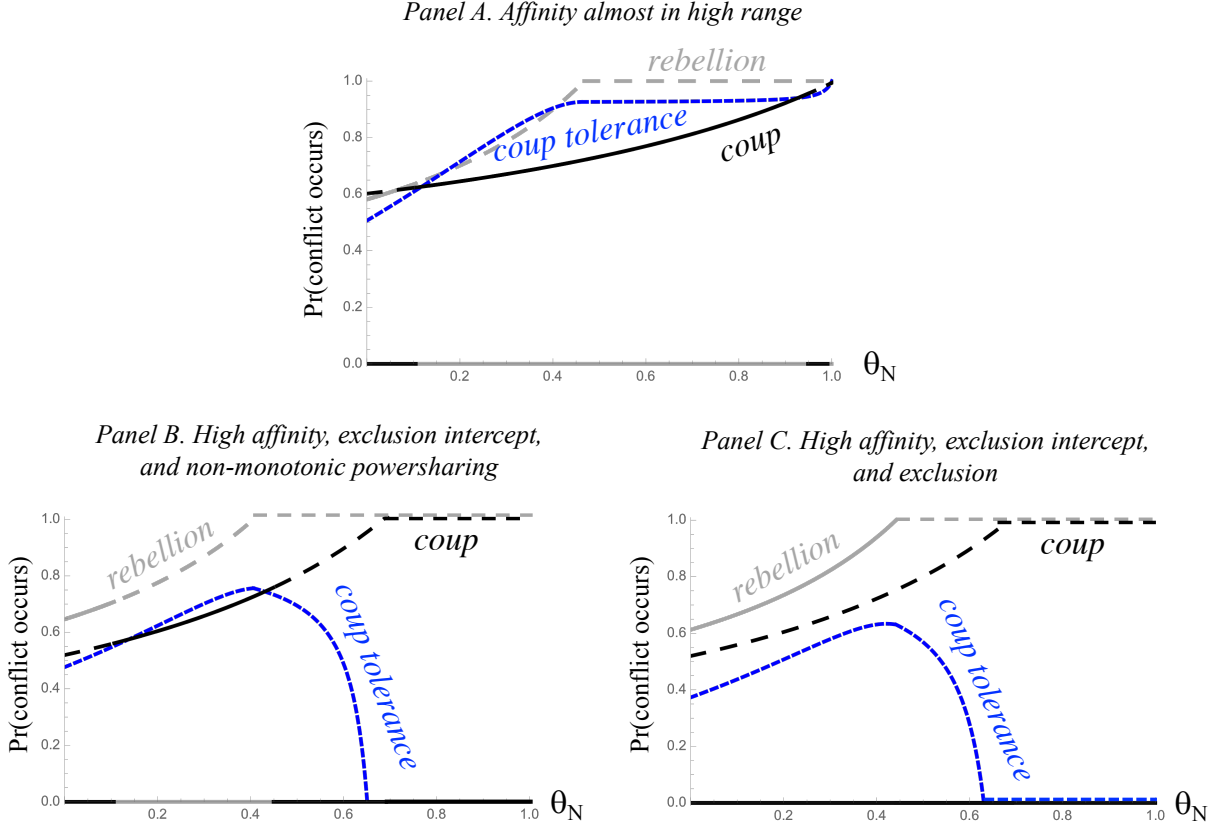 Panel A. Affinity almost in high range
rebellion
coup tolerance
coup
Pr(conflict occurs)
1.0
0.8
0.6
0.4
0.2
0.0
0.2
0.4
0.6
0.8
1.0
θN
Panel B. High affinity, exclusion intercept,
and non-monotonic powersharing
rebellion
coup
coup tolerance
Pr(conflict occurs)
1.0
0.8
0.6
0.4
0.2
0.0
0.2
0.4
0.6
0.8
1.0
θN
Panel C. High affinity, exclusion intercept,
and exclusion
rebellion
coup
coup tolerance
Pr(conflict occurs)
1.0
0.8
0.6
0.4
0.2
0.0
0.2
0.4
0.6
0.8
1.0
θN